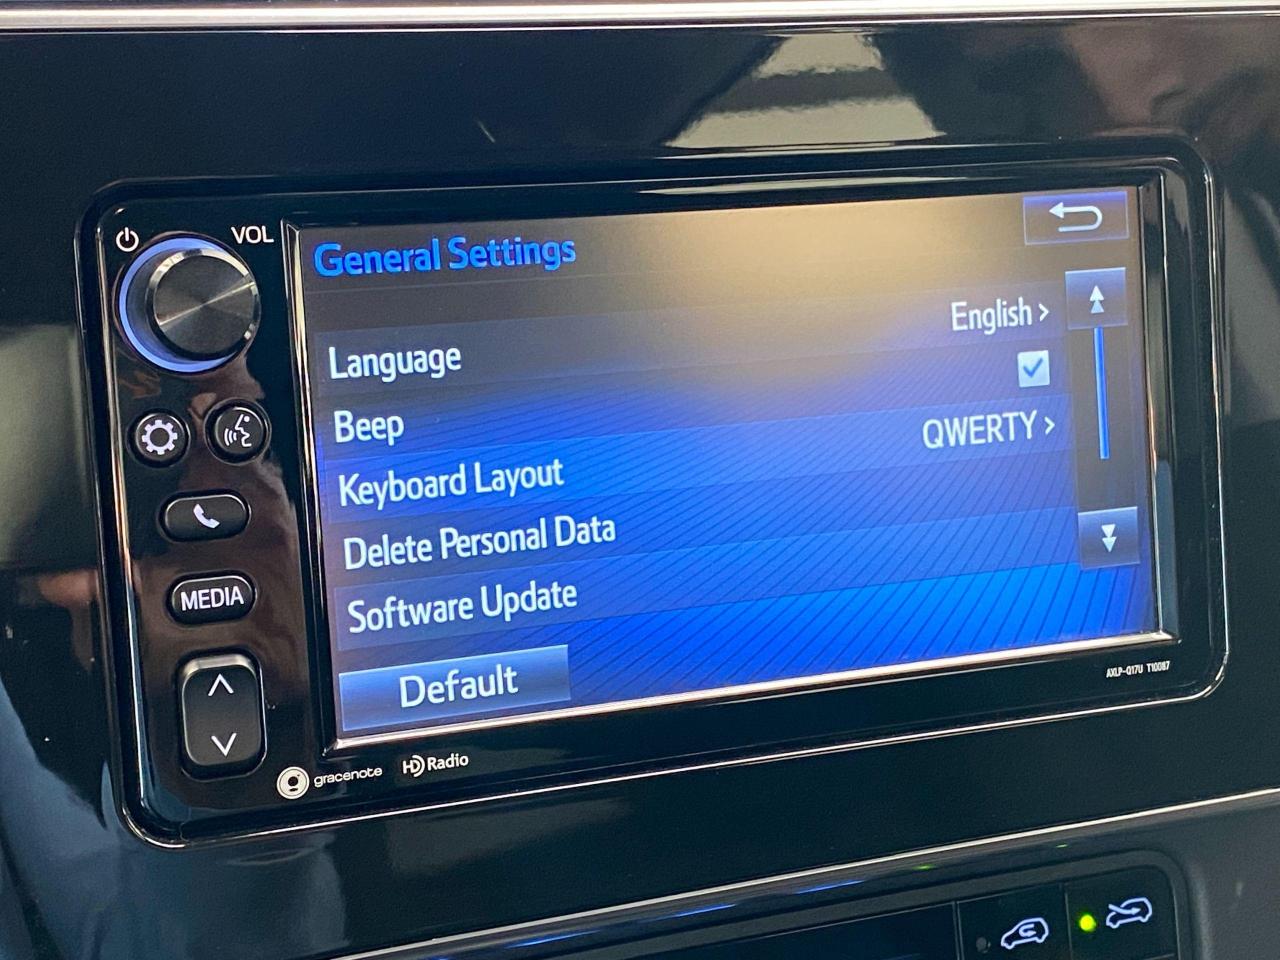 VOL
General Settings
Language English >
Beep
Keyboard Layout QWERTY >
Delete Personal Data
Software Update
Default
MEDIA
AXLP-Q17U T10087
gracenote HD Radio